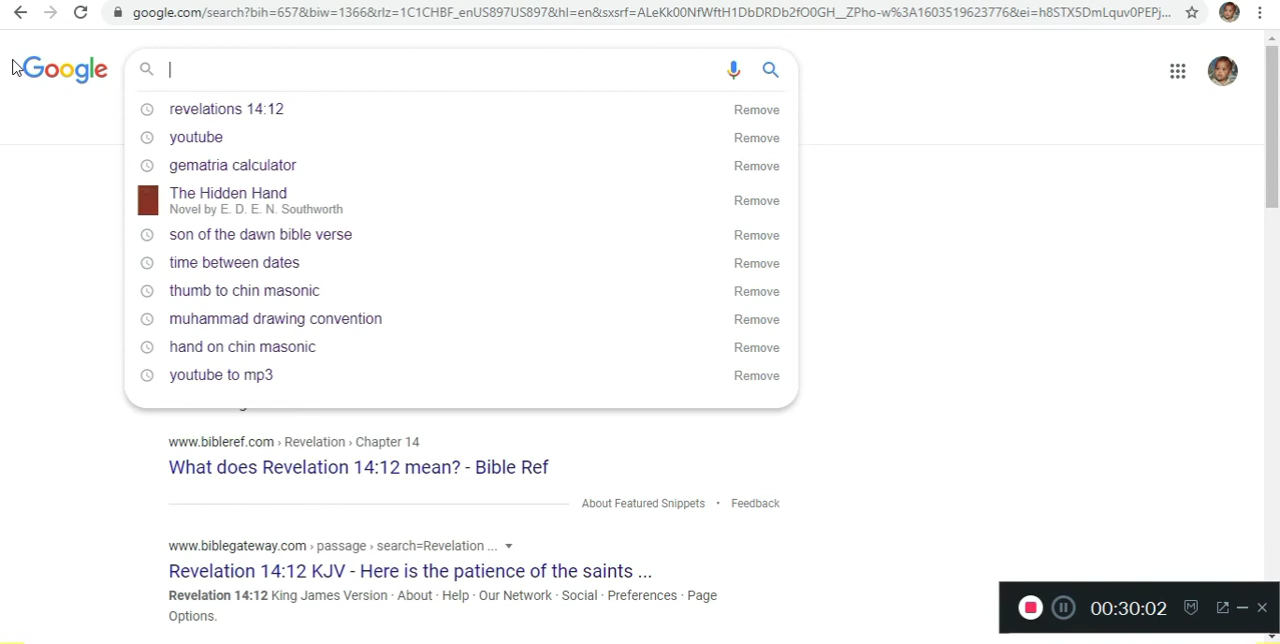 google.com/search?bih=657&biw=1366&rlz=1C1CHBF_enUS897US897&hl=en&sxsrf=ALeKk00NfWftH1DbDRDb2fO0GH__ZPho-w%3A1603519623776&ei=h8STX5DmLquv0PEPj...
Google
revelations 14:12 Remove
youtube Remove
gematria calculator Remove
The Hidden Hand
Novel by E. D. E. N. Southworth Remove
son of the dawn bible verse Remove
time between dates Remove
thumb to chin masonic Remove
muhammad drawing convention Remove
hand on chin masonic Remove
youtube to mp3 Remove
www.bibleref.com › Revelation › Chapter 14
What does Revelation 14:12 mean? - Bible Ref
About Featured Snippets · Feedback
www.biblegateway.com › passage › search=Revelation ...
Revelation 14:12 KJV - Here is the patience of the saints ...
Revelation 14:12 King James Version · About · Help · Our Network · Social · Preferences · Page
Options.
00:30:02